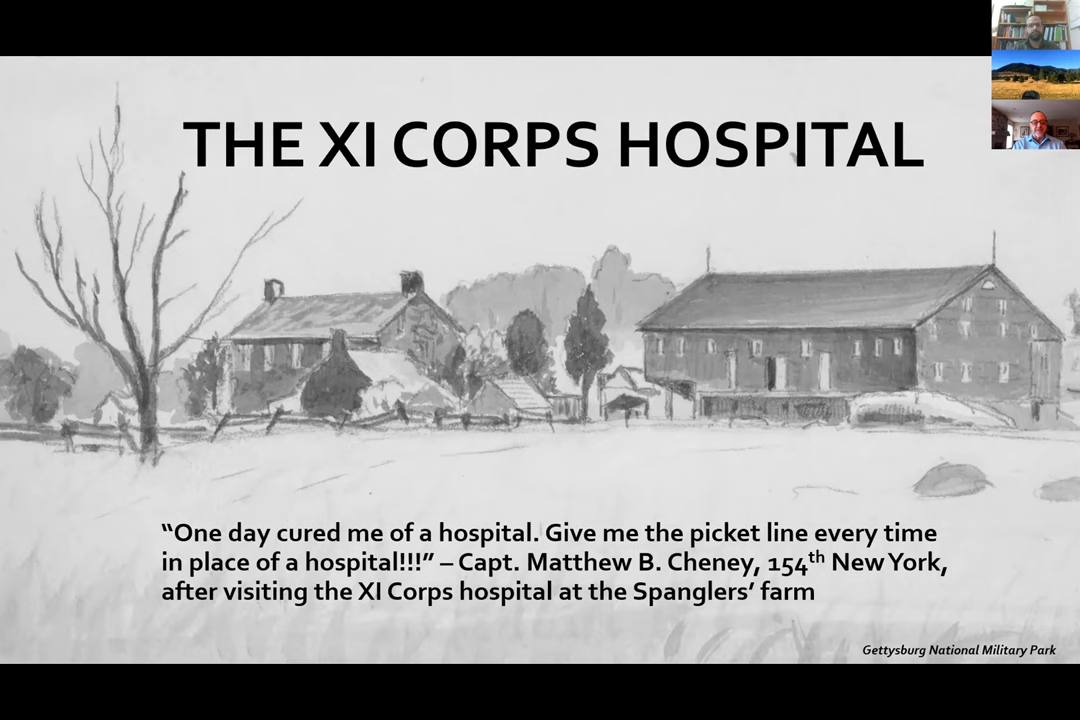 THE XI CORPS HOSPITAL
“One day cured me of a hospital. Give me the picket line every time
in place of a hospital!!!” – Capt. Matthew B. Cheney, 154th New York,
after visiting the XI Corps hospital at the Spanglers’ farm
Gettysburg National Military Park